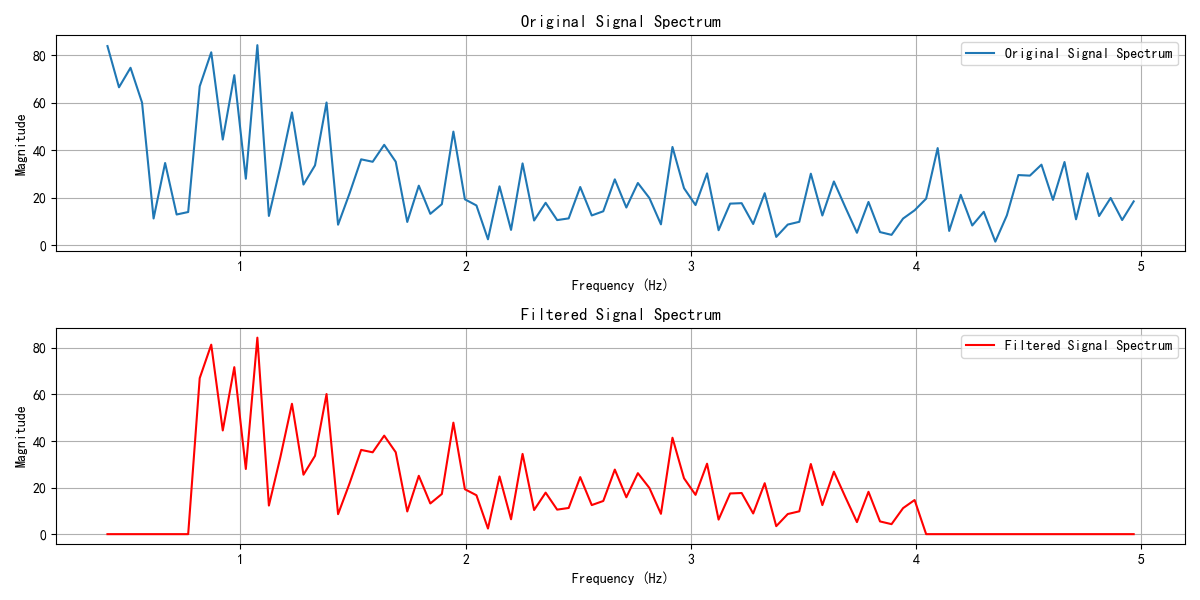 Original Signal Spectrum
Original Signal Spectrum
Magnitude
80
60
40
20
0
1
2
3
4
5
Frequency (Hz)
Filtered Signal Spectrum
Filtered Signal Spectrum
Magnitude
80
60
40
20
0
1
2
3
4
5
Frequency (Hz)